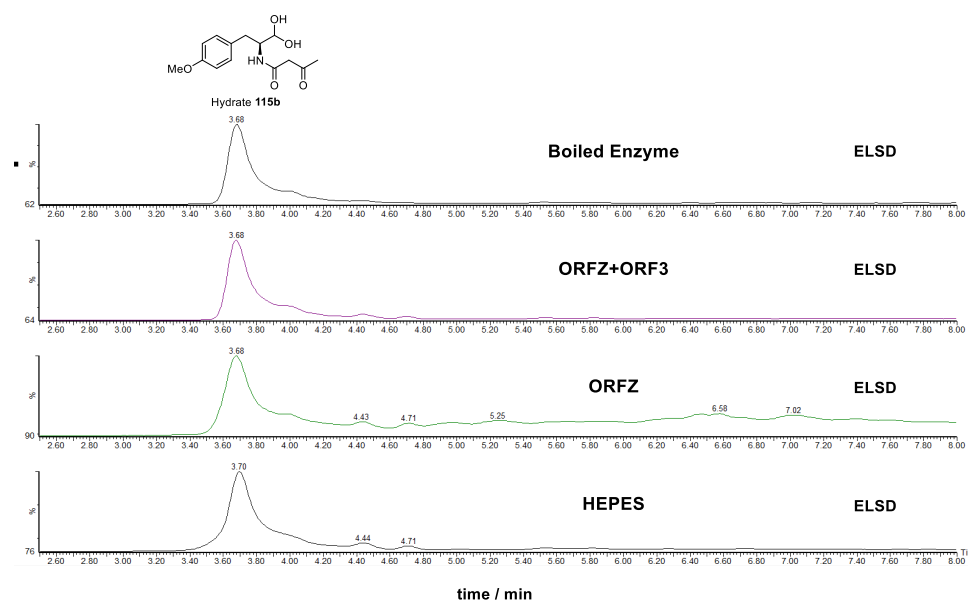 OH
OH
HN
MeO
O
O
Hydrate 115b
3.68
Boiled Enzyme
ELSD
%
62
2.60 2.80 3.00 3.20 3.40 3.60 3.80 4.00 4.20 4.40 4.60 4.80 5.00 5.20 5.40 5.60 5.80 6.00 6.20 6.40 6.60 6.80 7.00 7.20 7.40 7.60 7.80 8.00
3.68
ORFZ+ORF3
ELSD
%
64
2.60 2.80 3.00 3.20 3.40 3.60 3.80 4.00 4.20 4.40 4.60 4.80 5.00 5.20 5.40 5.60 5.80 6.00 6.20 6.40 6.60 6.80 7.00 7.20 7.40 7.60 7.80 8.00
3.68
ORFZ
ELSD
%
4.43 4.71 5.25 6.58 7.02
90
2.60 2.80 3.00 3.20 3.40 3.60 3.80 4.00 4.20 4.40 4.60 4.80 5.00 5.20 5.40 5.60 5.80 6.00 6.20 6.40 6.60 6.80 7.00 7.20 7.40 7.60 7.80 8.00
3.70
HEPES
ELSD
%
4.44 4.71
76
Ti
2.60 2.80 3.00 3.20 3.40 3.60 3.80 4.00 4.20 4.40 4.60 4.80 5.00 5.20 5.40 5.60 5.80 6.00 6.20 6.40 6.60 6.80 7.00 7.20 7.40 7.60 7.80 8.00
time / min